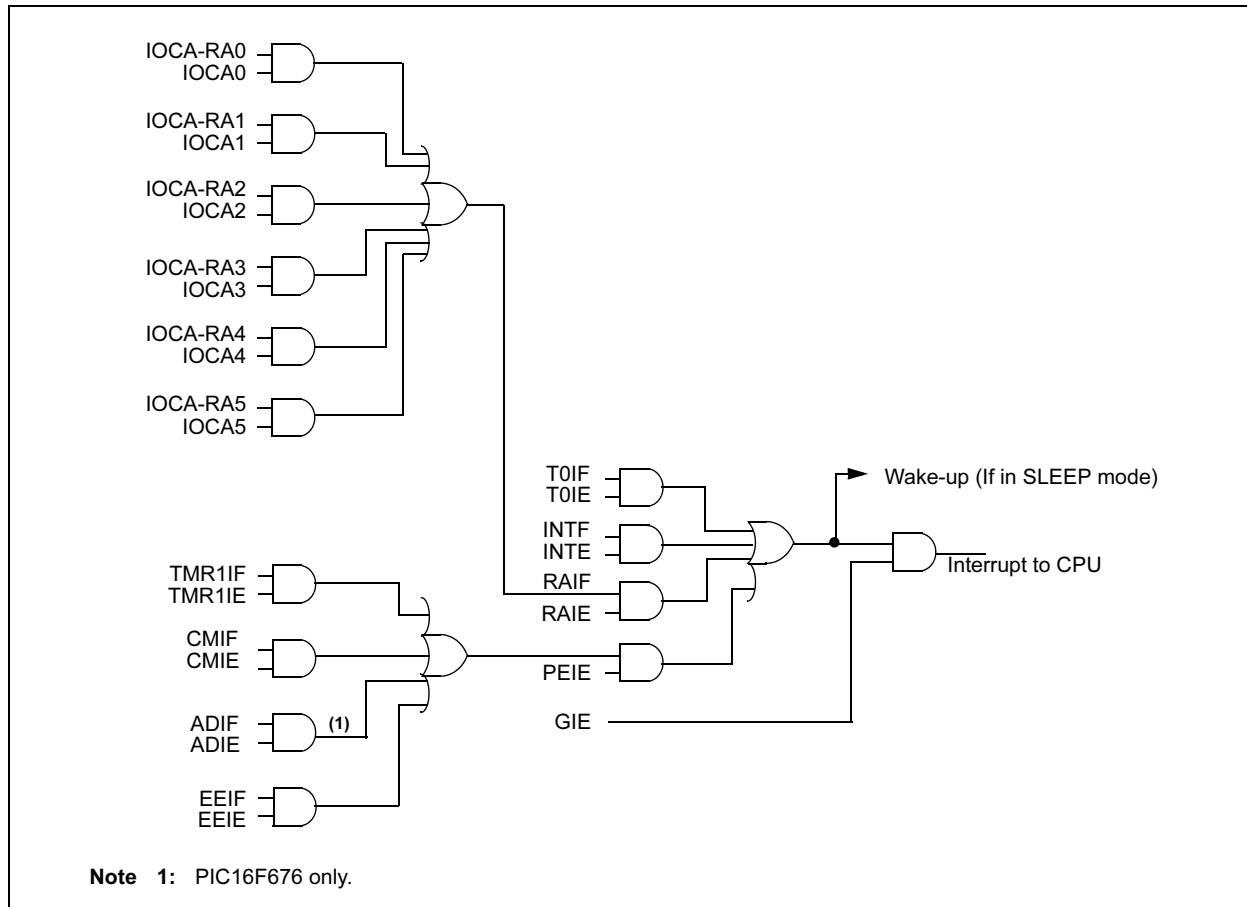 IOCA-RA0
IOCA0
IOCA-RA1
IOCA1
IOCA-RA2
IOCA2
IOCA-RA3
IOCA3
IOCA-RA4
IOCA4
IOCA-RA5
IOCA5
T0IF
T0IE
Wake-up (If in SLEEP mode)
INTF
INTE
Interrupt to CPU
TMR1IF
TMR1IE
RAIF
RAIE
CMIF
CMIE
PEIE
ADIF
ADIE
(1)
GIE
EEIF
EEIE
Note 1: PIC16F676 only.